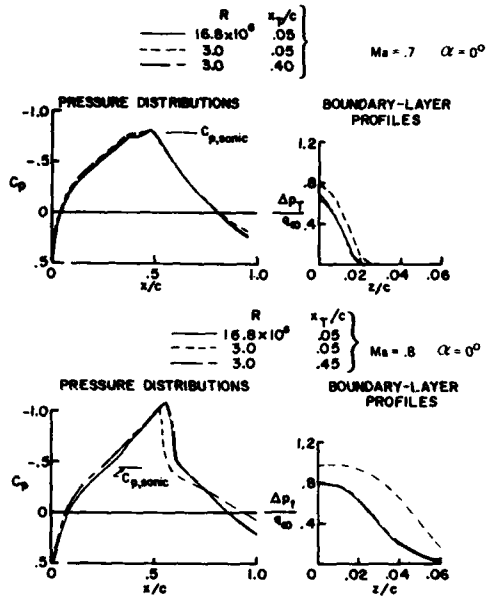 R x_T/c
16.8x10⁶ .05
3.0 .05
3.0 .40
Ma = .7 α = 0°
PRESSURE DISTRIBUTIONS
BOUNDARY-LAYER
PROFILES
-1.0
-.5
0
.5
C_p
C_p,sonic
0 .5 1.0
x/c
1.2
.8
.4
Δp_T
q_∞
0 .02 .04 .06
z/c
R x_T/c
16.8x10⁶ .05
3.0 .05
3.0 .45
Ma = .8 α = 0°
PRESSURE DISTRIBUTIONS
BOUNDARY-LAYER
PROFILES
-1.0
-.5
0
.5
C_p
C_p,sonic
0 .5 1.0
x/c
1.2
.8
.4
Δp_t
q_∞
0 .02 .04 .06
z/c